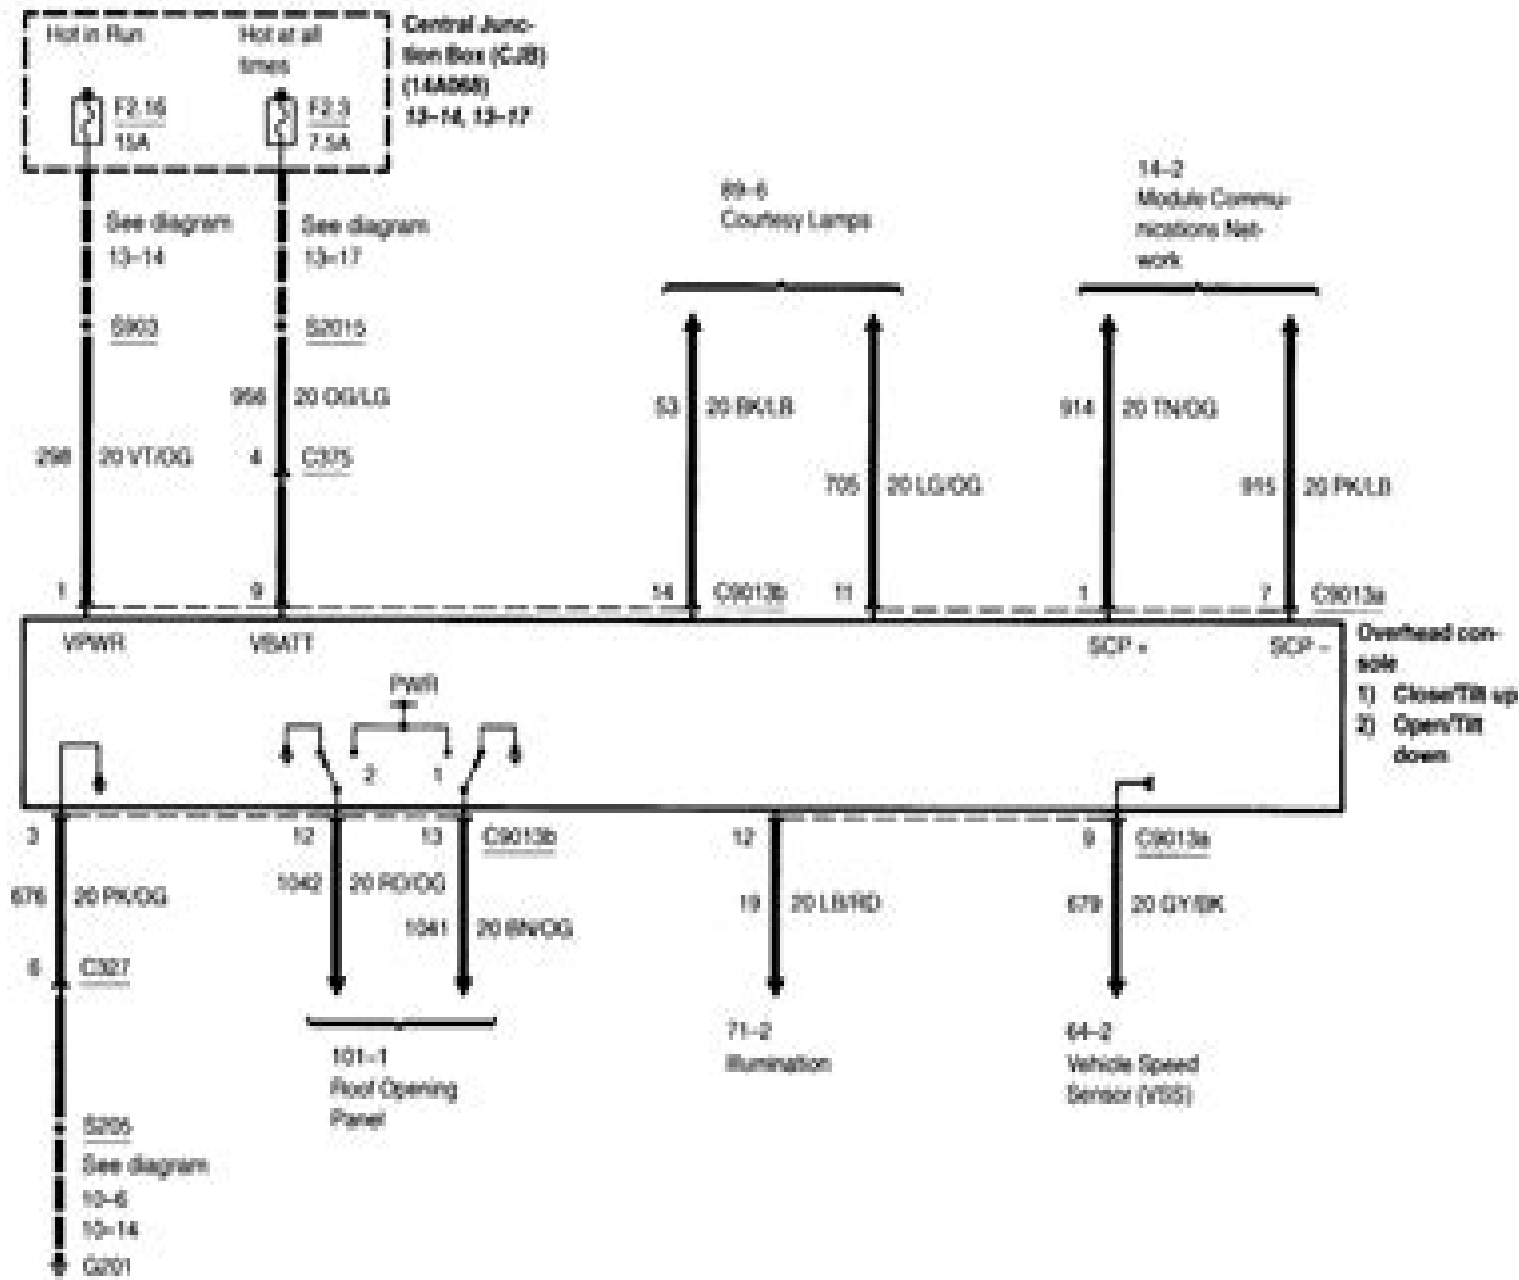 Hot in Run
Hot at all
times
Central Junc-
tion Box (CJB)
(14A068)
13-14, 13-17
F2.16
15A
F2.3
7.5A
See diagram
13-14
See diagram
13-17
89-6
Courtesy Lamps
14-2
Module Commu-
nications Net-
work
S903
S2015
956
20 OG/LG
53
20 BK/LB
914
20 TN/OG
298
20 VT/OG
4
C375
705
20 LG/OG
915
20 PK/LB
1
9
14
C9013b
11
1
7
C9013a
VPWR
VBATT
SCP +
SCP -
Overhead con-
sole
1) Close/Tilt up
2) Open/Tilt
down
PWR
2
1
3
12
13
C9013b
12
9
C9013a
676
20 PK/OG
1042
20 RD/OG
1041
20 BN/OG
19
20 LB/RD
679
20 GY/BK
6
C327
101-1
Roof Opening
Panel
71-2
Illumination
64-2
Vehicle Speed
Sensor (VSS)
S205
See diagram
10-6
10-14
G201